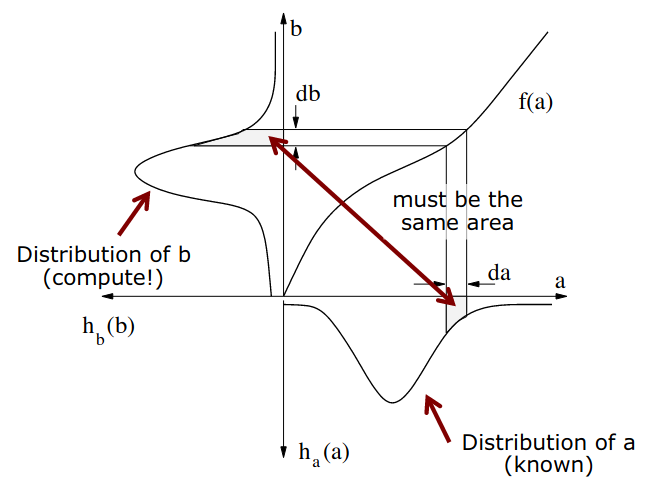 b
db
f(a)
must be the
same area
Distribution of b
(compute!)
da
a
h_b(b)
h_a(a)
Distribution of a
(known)